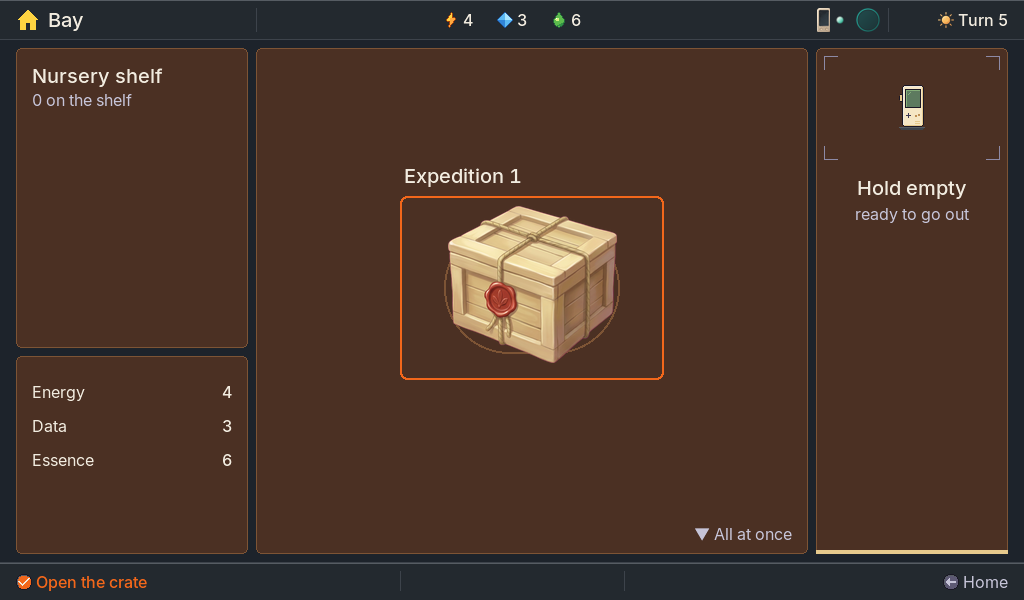 Bay
4
3
6
Turn 5
Nursery shelf
0 on the shelf
Expedition 1
Hold empty
ready to go out
Energy 4
Data 3
Essence 6
All at once
Open the crate
Home